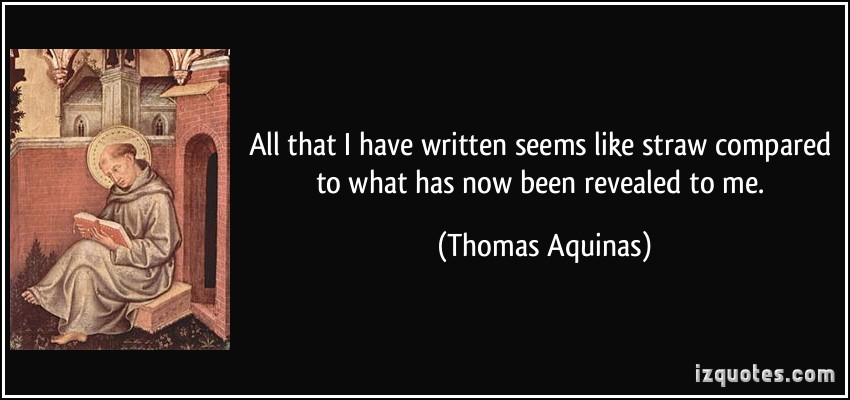 All that I have written seems like straw compared
to what has now been revealed to me.
(Thomas Aquinas)
izquotes.com